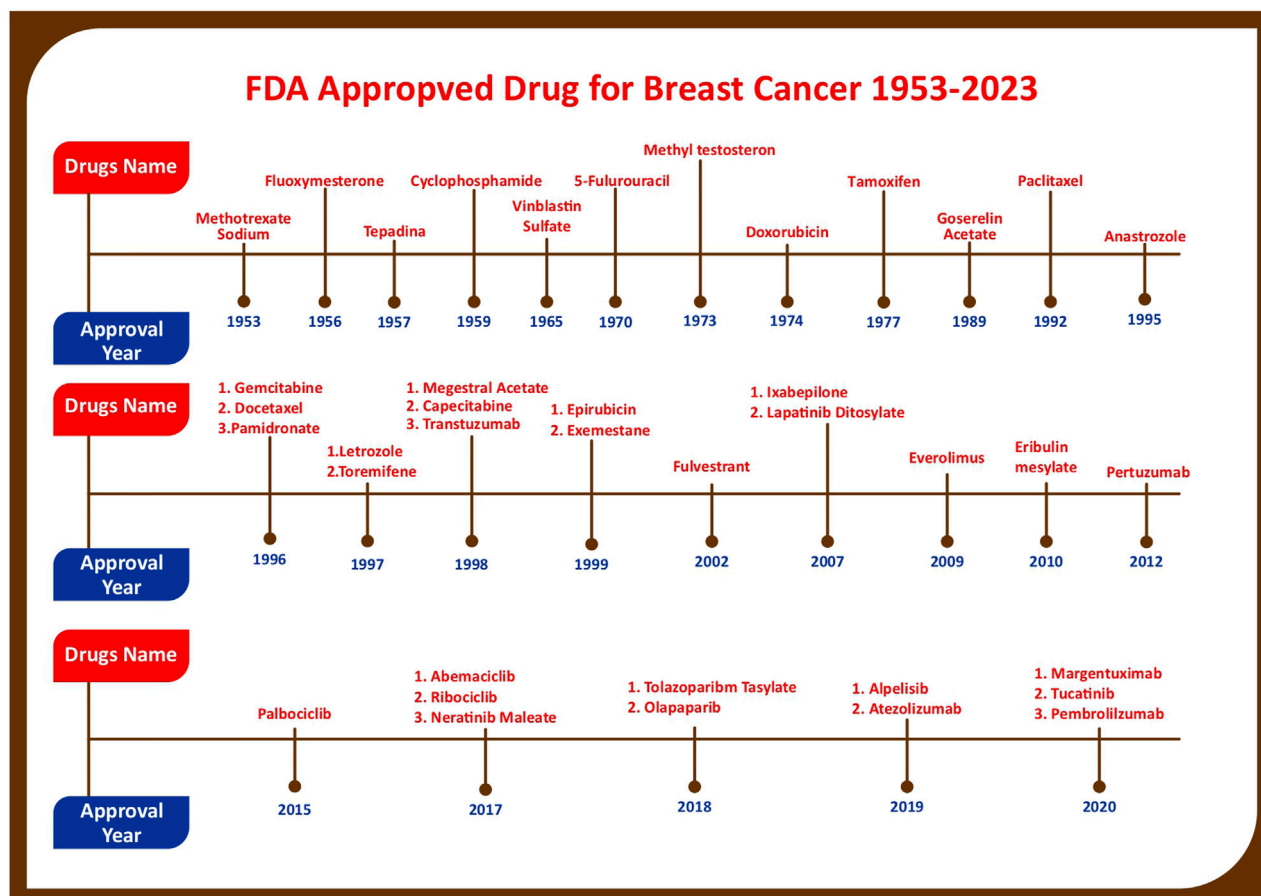 FDA Appropved Drug for Breast Cancer 1953-2023
Drugs Name
Methotrexate
Sodium
Fluoxymesterone
Tepadina
Cyclophosphamide
Vinblastin
Sulfate
5-Fulurouracil
Methyl testosteron
Doxorubicin
Tamoxifen
Goserelin
Acetate
Paclitaxel
Anastrozole
Approval
Year
1953
1956
1957
1959
1965
1970
1973
1974
1977
1989
1992
1995
Drugs Name
1. Gemcitabine
2. Docetaxel
3.Pamidronate
1.Letrozole
2.Toremifene
1. Megestral Acetate
2. Capecitabine
3. Transtuzumab
1. Epirubicin
2. Exemestane
Fulvestrant
1. Ixabepilone
2. Lapatinib Ditosylate
Everolimus
Eribulin
mesylate
Pertuzumab
Approval
Year
1996
1997
1998
1999
2002
2007
2009
2010
2012
Drugs Name
Palbociclib
1. Abemaciclib
2. Ribociclib
3. Neratinib Maleate
1. Tolazoparibm Tasylate
2. Olapaparib
1. Alpelisib
2. Atezolizumab
1. Margentuximab
2. Tucatinib
3. Pembrolilzumab
Approval
Year
2015
2017
2018
2019
2020